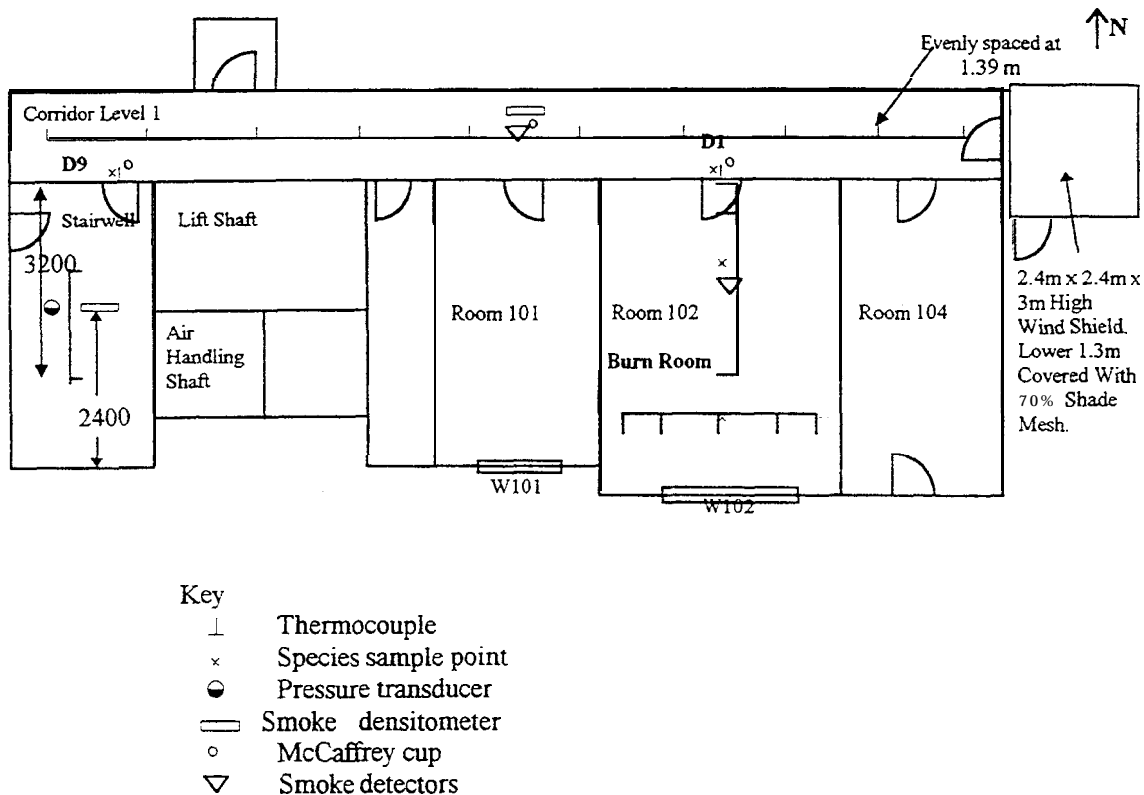 N
Evenly spaced at
1.39 m
Corridor Level 1
D1
D9
Stairwell
Lift Shaft
3200
Room 101
Room 102
Room 104
2.4m x 2.4m x
3m High
Wind Shield.
Lower 1.3m
Covered With
70% Shade
Mesh.
Air
Handling
Shaft
Burn Room
2400
W101
W102
Key
Thermocouple
Species sample point
Pressure transducer
Smoke densitometer
McCaffrey cup
Smoke detectors